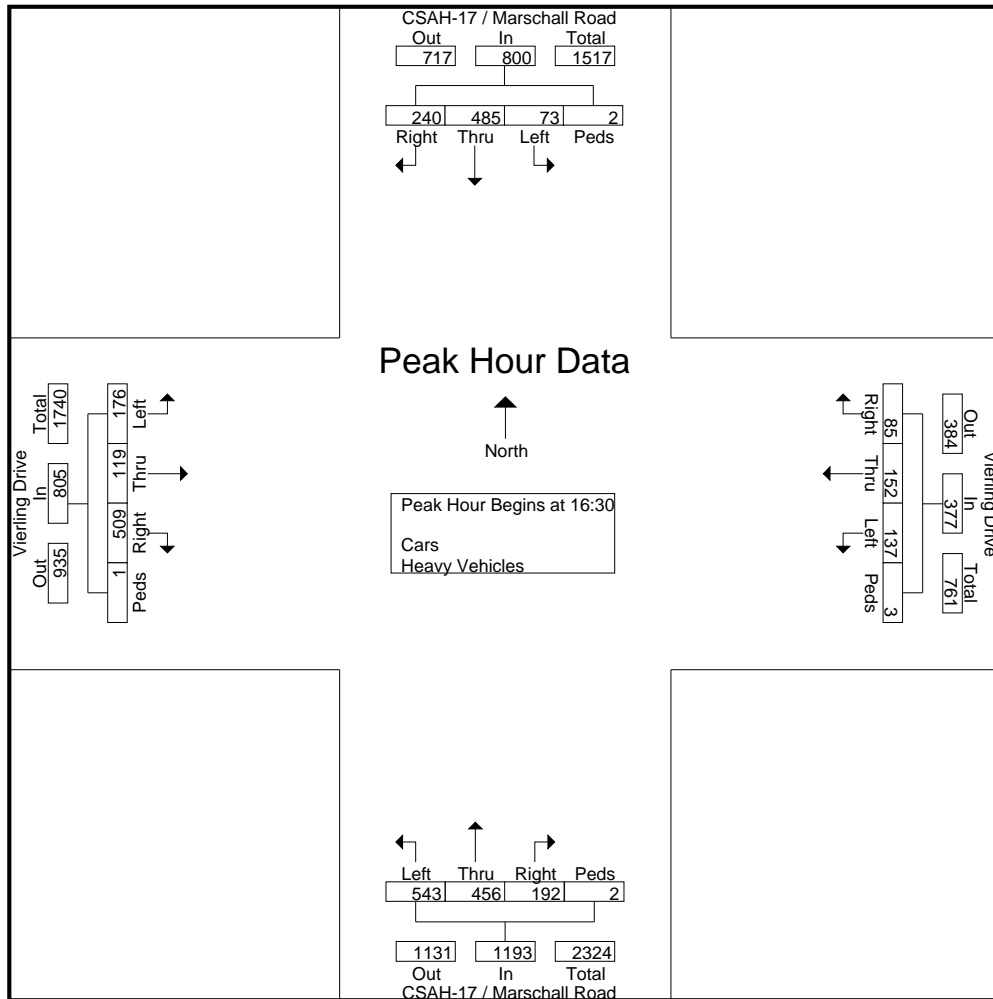 CSAH-17 / Marschall Road
Out In Total
717 800 1517
240 485 73 2
Right Thru Left Peds
Peak Hour Data
North
Peak Hour Begins at 16:30
Cars
Heavy Vehicles
Vierling Drive
Out In Total
935 805 1740
176 119 509 1
Left Thru Right Peds
Vierling Drive
Out In Total
384 377 761
85 152 137 3
Right Thru Left Peds
Left Thru Right Peds
543 456 192 2
1131 1193 2324
Out In Total
CSAH-17 / Marschall Road